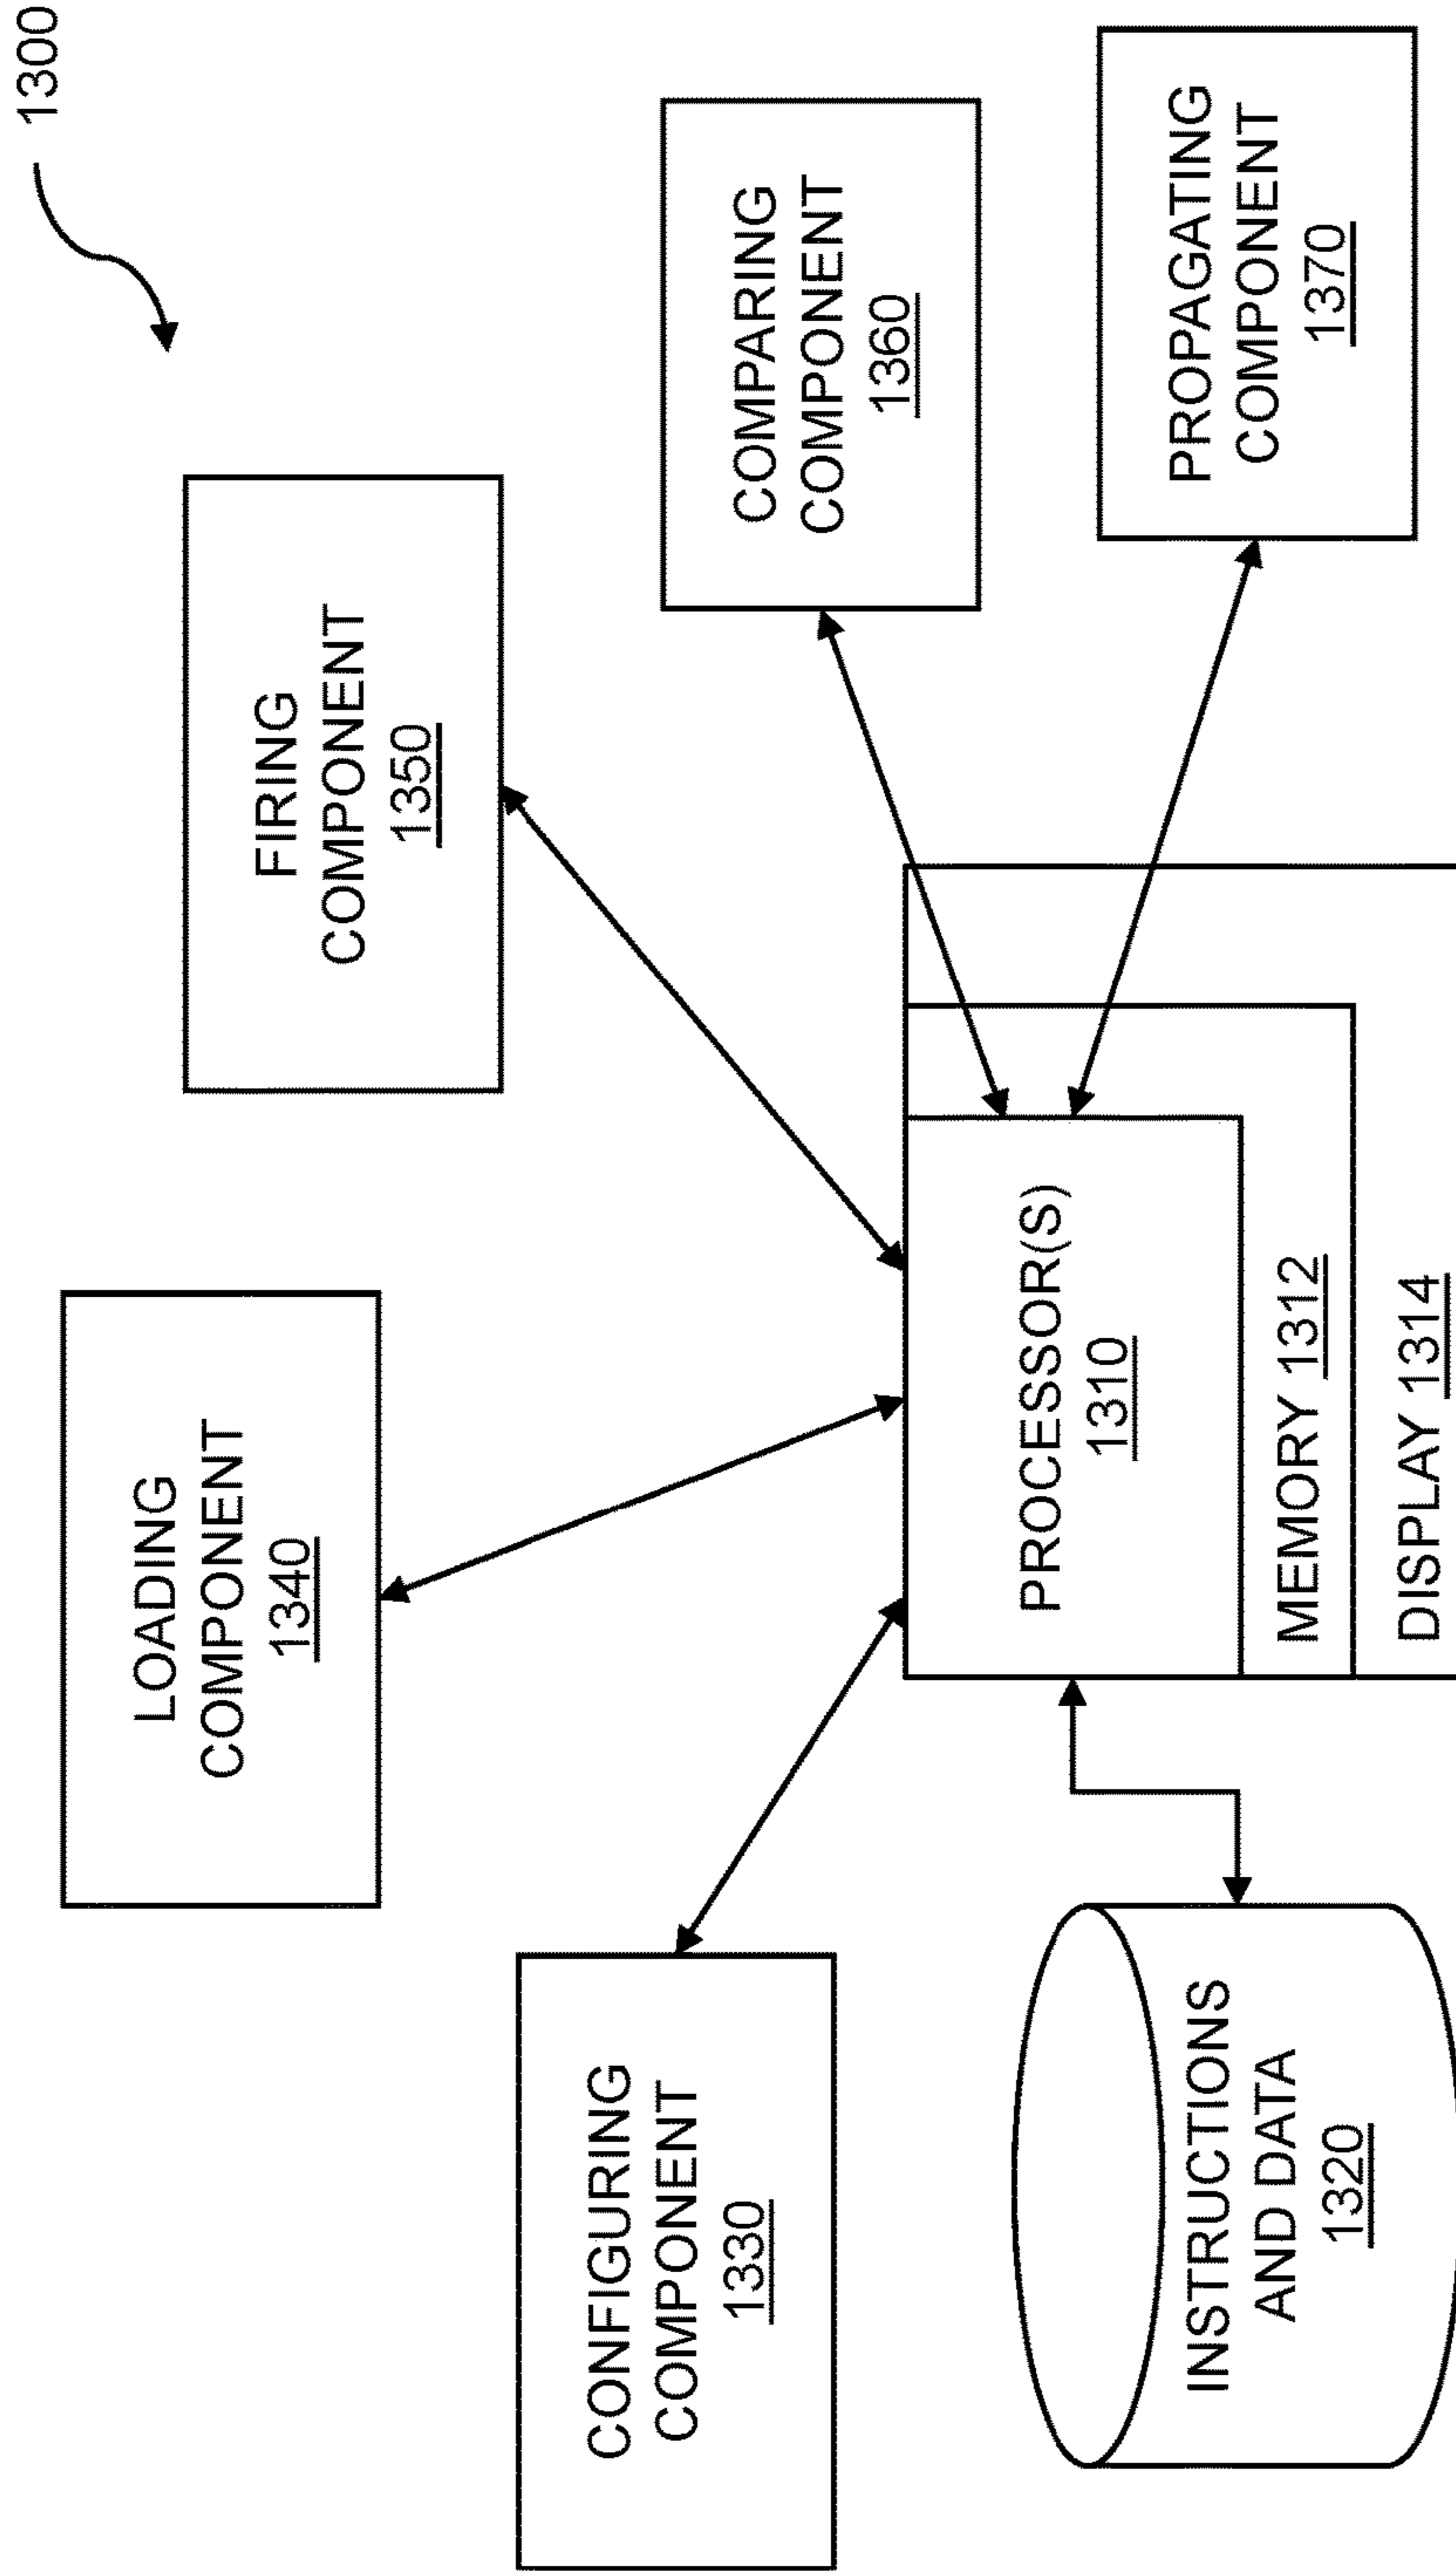 1300
LOADING
COMPONENT
1340
FIRING
COMPONENT
1350
CONFIGURING
COMPONENT
1330
COMPARING
COMPONENT
1360
PROCESSOR(S)
1310
MEMORY 1312
DISPLAY 1314
INSTRUCTIONS
AND DATA
1320
PROPAGATING
COMPONENT
1370